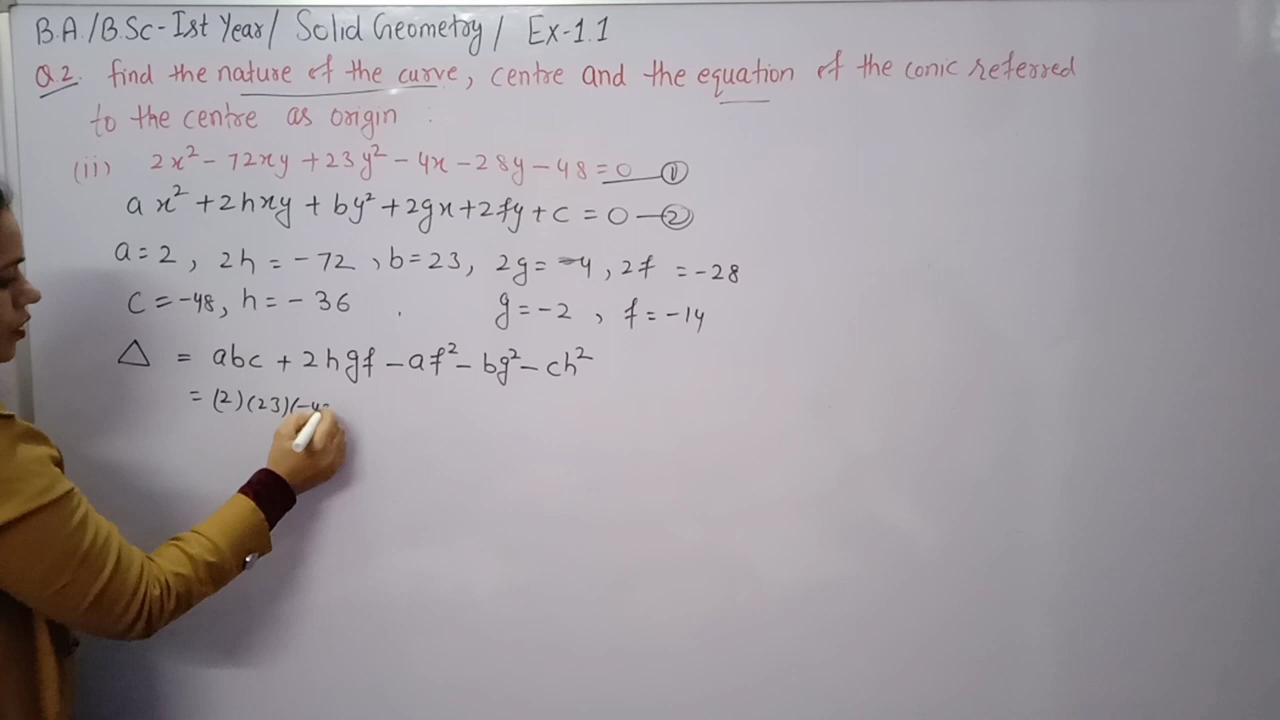 B.A./B.Sc-Ist Year/ Solid Geometry/ Ex-1.1
Q.2. find the nature of the curve, centre and the equation of the conic referred
to the centre as origin :
(ii) 2x² - 72xy + 23y² - 4x - 28y - 48 = 0 ①
ax² + 2hxy + by² + 2gx + 2fy + c = 0 — ②
a = 2, 2h = -72, b = 23, 2g = -4, 2f = -28
c = -48, h = -36 . g = -2, f = -14
△ = abc + 2hgf - af² - bg² - ch²
= (2)(23)(-4